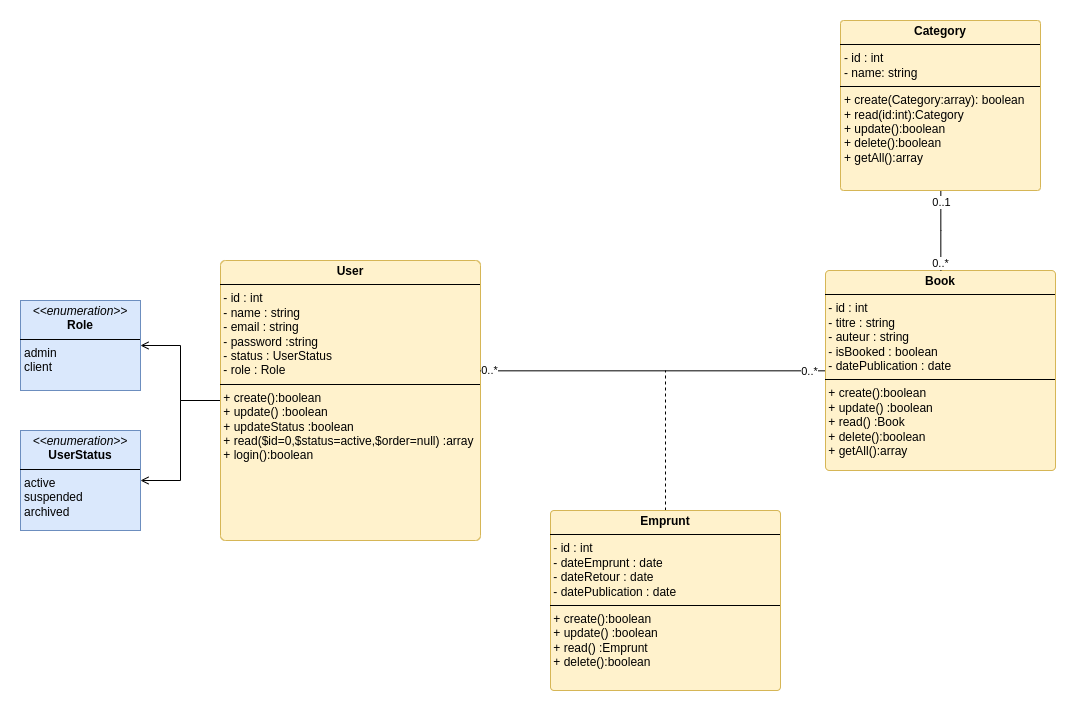 Category
- id : int
- name: string
+ create(Category:array): boolean
+ read(id:int):Category
+ update():boolean
+ delete():boolean
+ getAll():array
0..1
0..*
User
- id : int
- name : string
- email : string
- password :string
- status : UserStatus
- role : Role
+ create():boolean
+ update() :boolean
+ updateStatus :boolean
+ read($id=0,$status=active,$order=null) :array
+ login():boolean
<<enumeration>>
Role
admin
client
<<enumeration>>
UserStatus
active
suspended
archived
0..*
0..*
Book
- id : int
- titre : string
- auteur : string
- isBooked : boolean
- datePublication : date
+ create():boolean
+ update() :boolean
+ read() :Book
+ delete():boolean
+ getAll():array
Emprunt
- id : int
- dateEmprunt : date
- dateRetour : date
- datePublication : date
+ create():boolean
+ update() :boolean
+ read() :Emprunt
+ delete():boolean